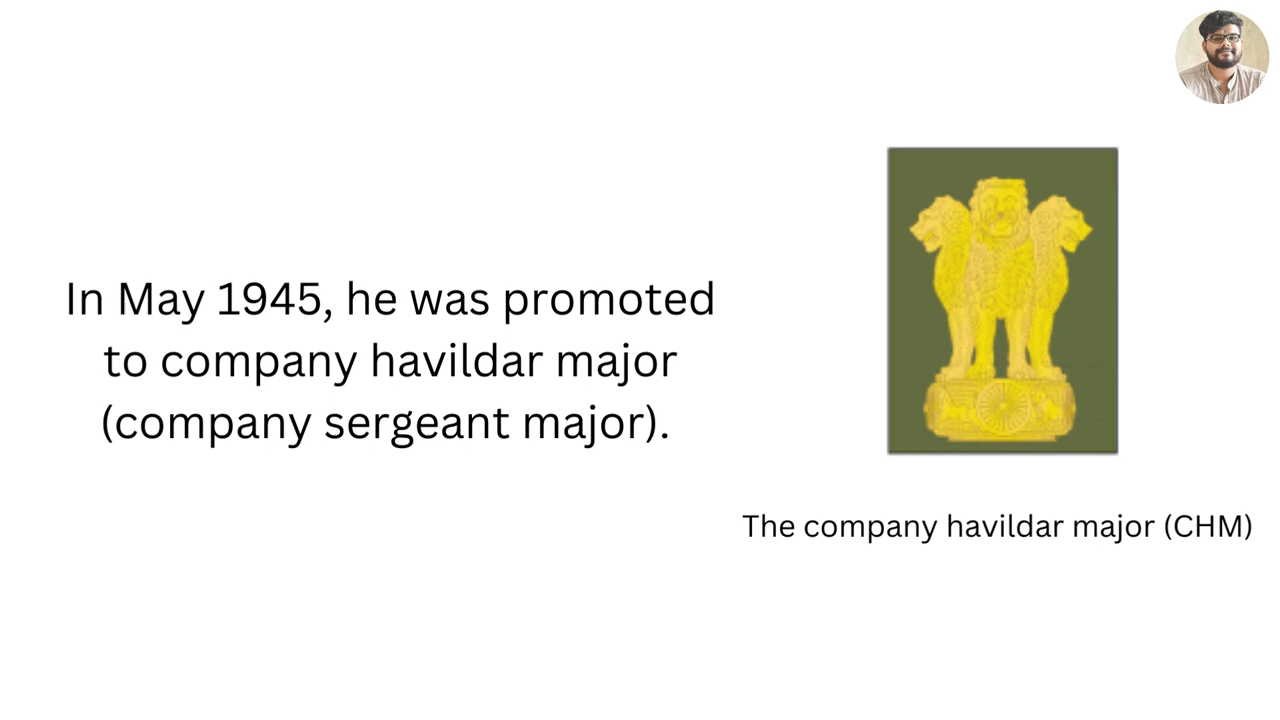 In May 1945, he was promoted
to company havildar major
(company sergeant major).
The company havildar major (CHM)